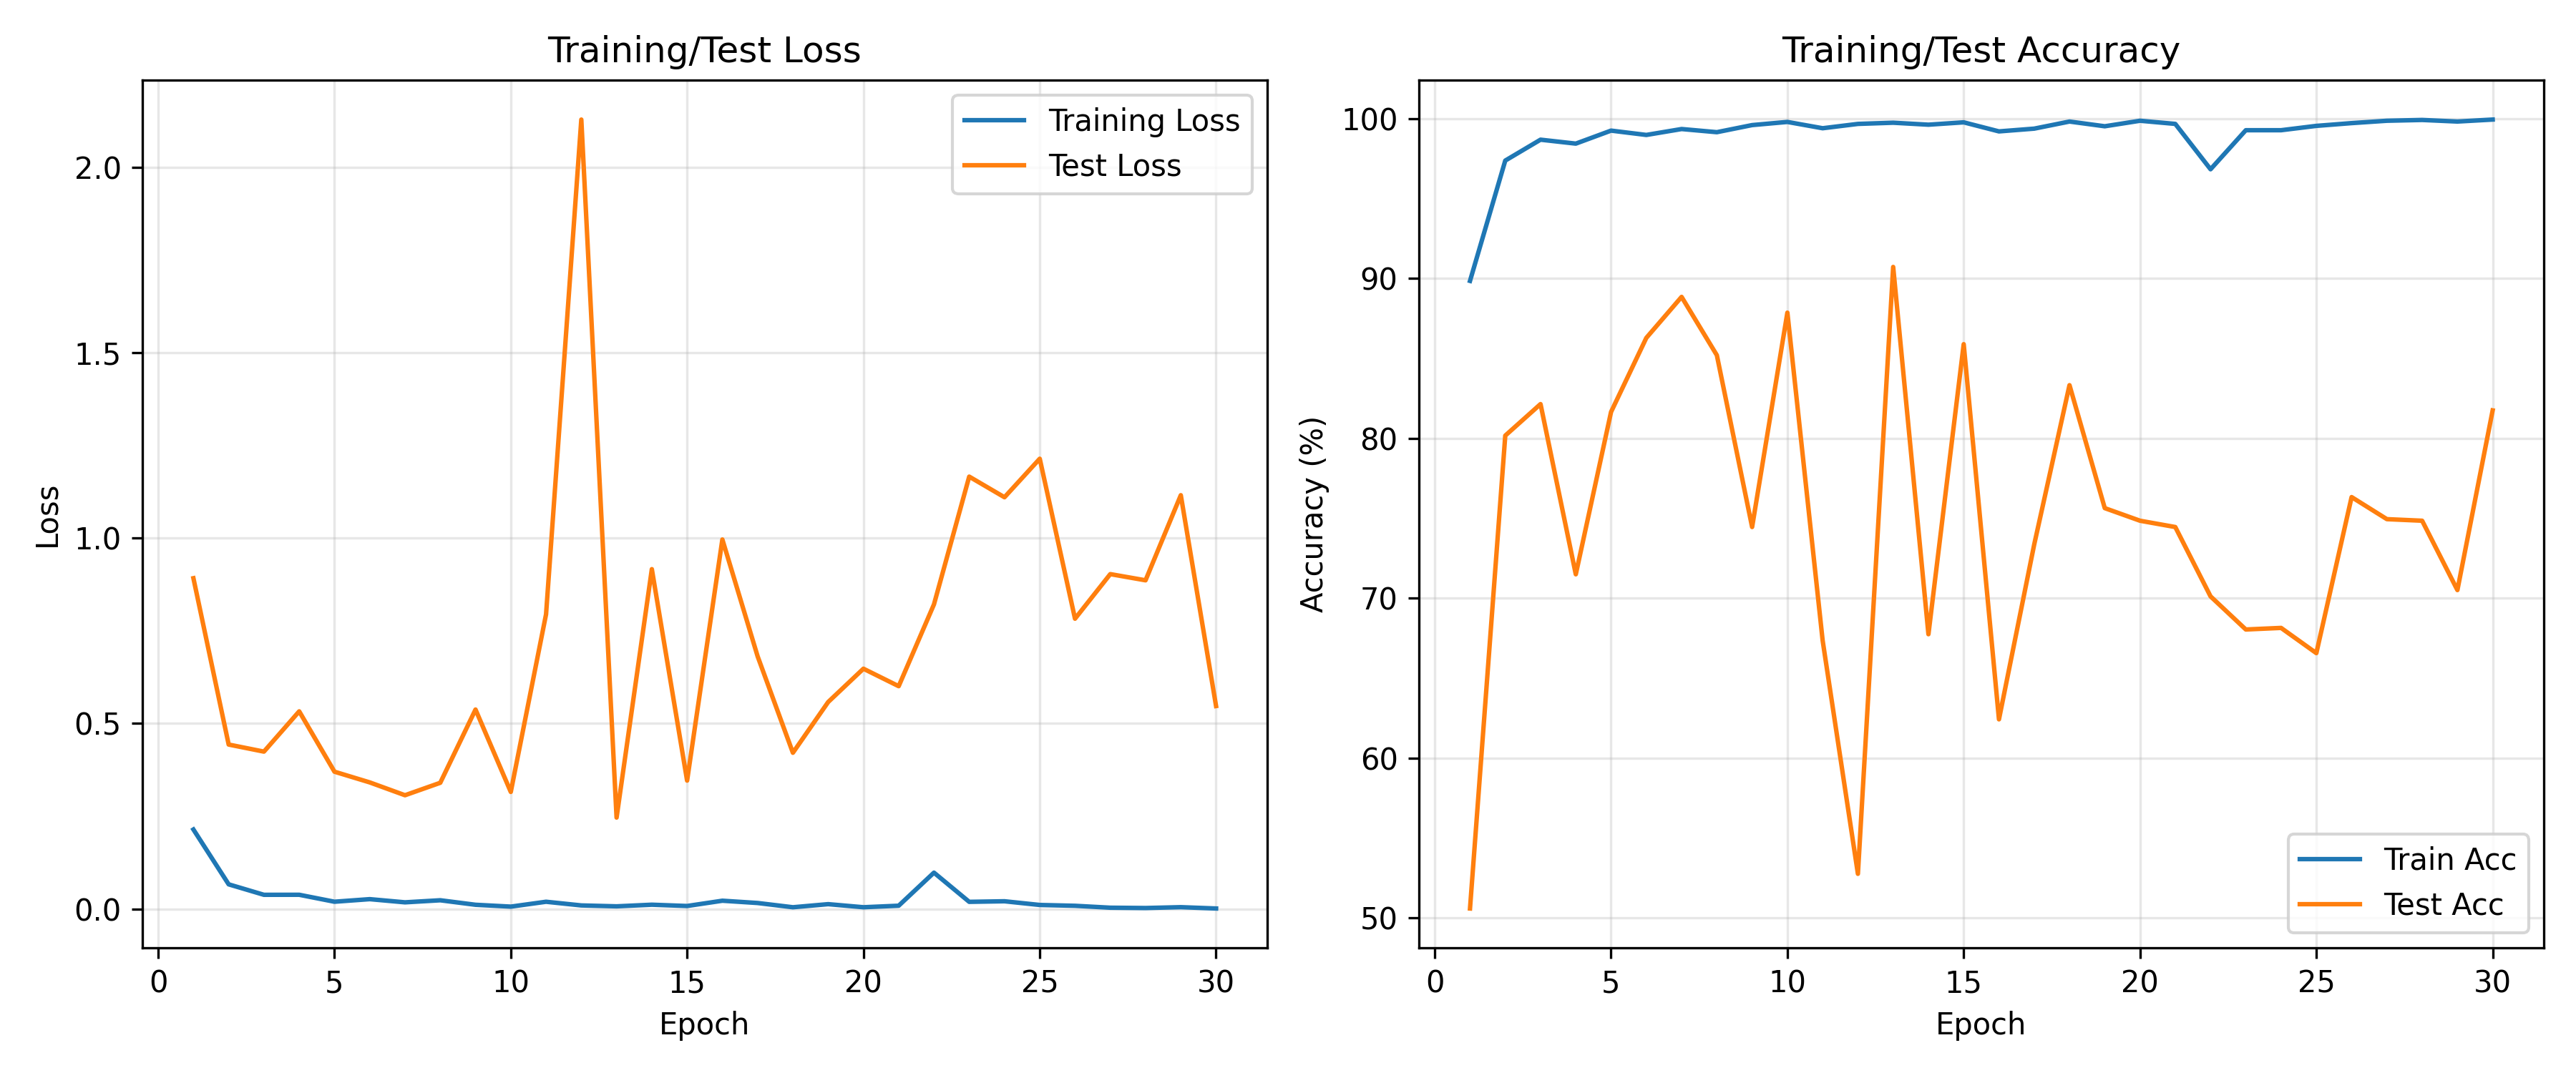 Training/Test Loss
Training Loss
Test Loss
2.0
1.5
1.0
0.5
0.0
Loss
0 5 10 15 20 25 30
Epoch
Training/Test Accuracy
100
90
80
70
60
50
Accuracy (%)
Train Acc
Test Acc
0 5 10 15 20 25 30
Epoch